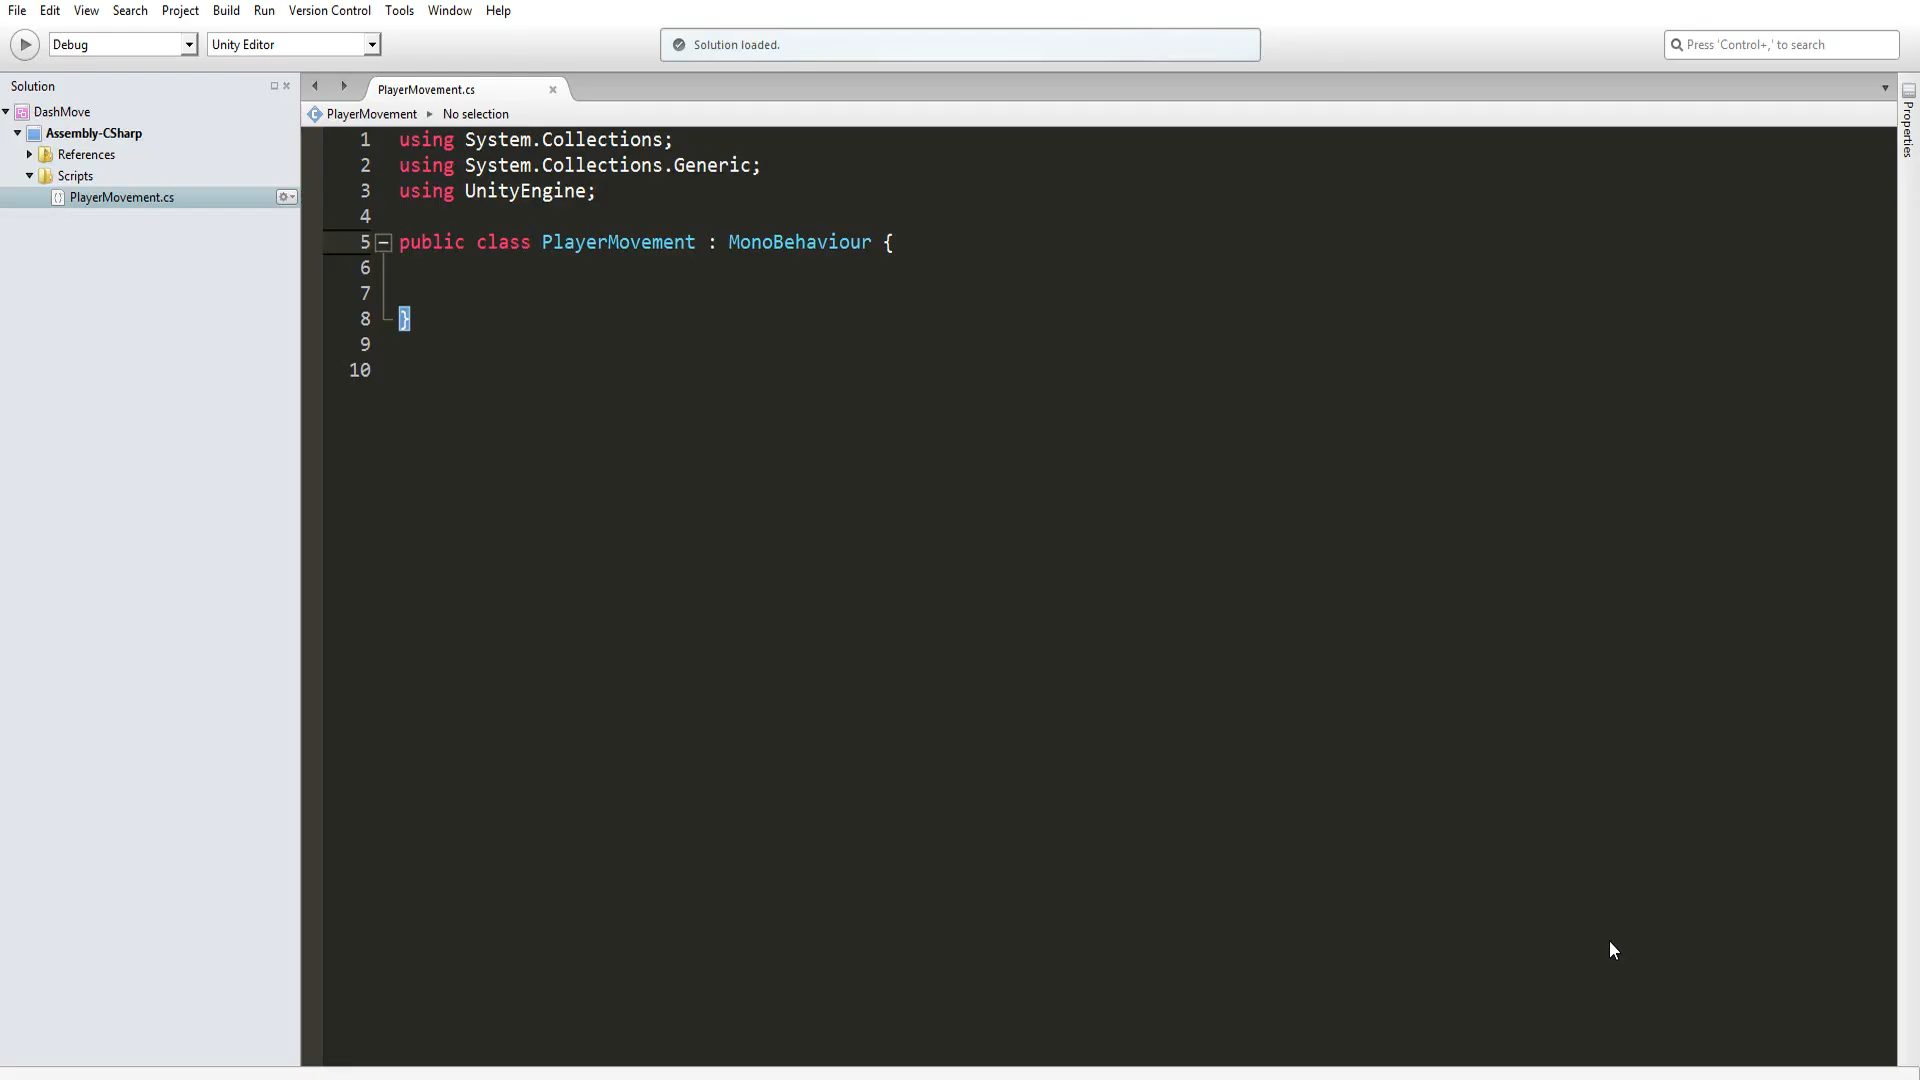 File Edit View Search Project Build Run Version Control Tools Window Help
Debug Unity Editor Solution loaded. Press 'Control+,' to search
Solution
PlayerMovement.cs
PlayerMovement No selection
DashMove
Assembly-CSharp
References
Scripts
PlayerMovement.cs
1 using System.Collections;
2 using System.Collections.Generic;
3 using UnityEngine;
4
5 public class PlayerMovement : MonoBehaviour {
6
7
8 }
9
10
Properties